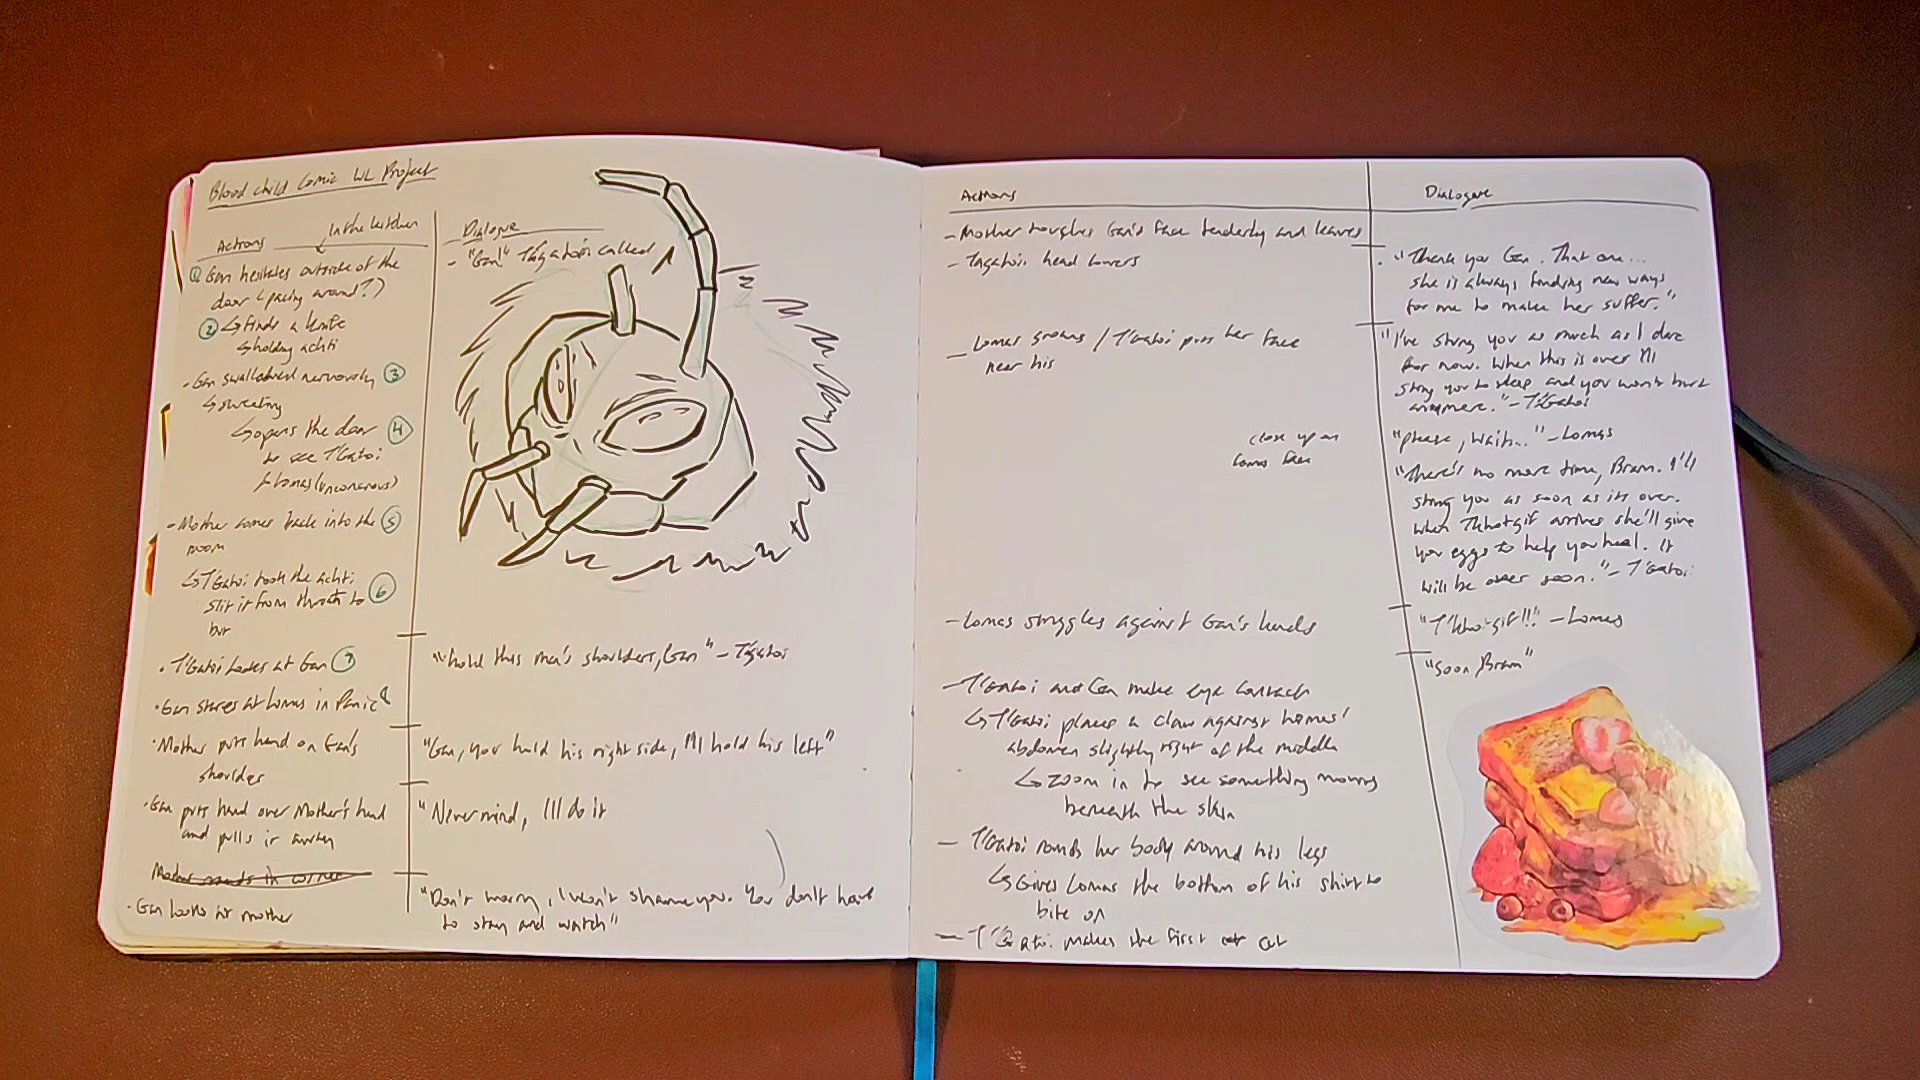 Blood child Comic WL Project
In the kitchen
Actions
① Gan hesitates outside of the
door (pacing around?)
② ↳ finds a knife
↳ holding achti
• Gan swallowed nervously ③
↳ sweating
↳ opens the door ④
to see T'Gatoi
& Lomas (unconscious)
- Mother comes back into the ⑤
room
↳ T'Gatoi took the achti
slit it from throat to ⑥
• T'Gatoi looks at Gan ⑦
• Gan stares at Lomas in Panic 8
• Mother puts hand on Gan's
shoulder
• Gan puts hand over Mother's hand
and pulls it away
Mother stands in corner
• Gan looks at mother
Dialogue
- "Gan!" T'Gatoi called
"hold this man's shoulders, Gan" - T'gatoi
"Gan, you hold his right side, I'll hold his left"
"Nevermind, I'll do it
"Don't worry, I won't shame you. You don't have
to stay and watch"
Actions
- Mother toughes Gan's face tenderly and leaves
- Tagatoi head lowers
- Lomas groans / T'Gatoi puts her face
near his
close up on
Lomas face
- Lomas struggles against Gan's hands
- T'Gatoi and Gan make eye contact
↳ T'Gatoi places a claw against Lomas'
abdomen slightly right of the middle
↳ zoom in to see something moving
beneath the skin
- T'Gatoi rounds her body around his legs
↳ Gives Lomas the bottom of his shirt to
bite on
- T'Gatoi makes the first cut
Dialogue
"Thank you Gan. That one...
she is always finding new ways
for me to make her suffer."
"I've stung you as much as I dare
for now. When this is over I'll
sting you to sleep and you won't hurt
anymore." - T'Gatoi
"please, wait..." - Lomas
"There's no more time, Bram. I'll
sting you as soon as its over.
when T'khotgif arrives she'll give
you eggs to help you heal. It
will be over soon." - T'Gatoi
"T'khotgif!!!" - Lomas
"Soon Bram"